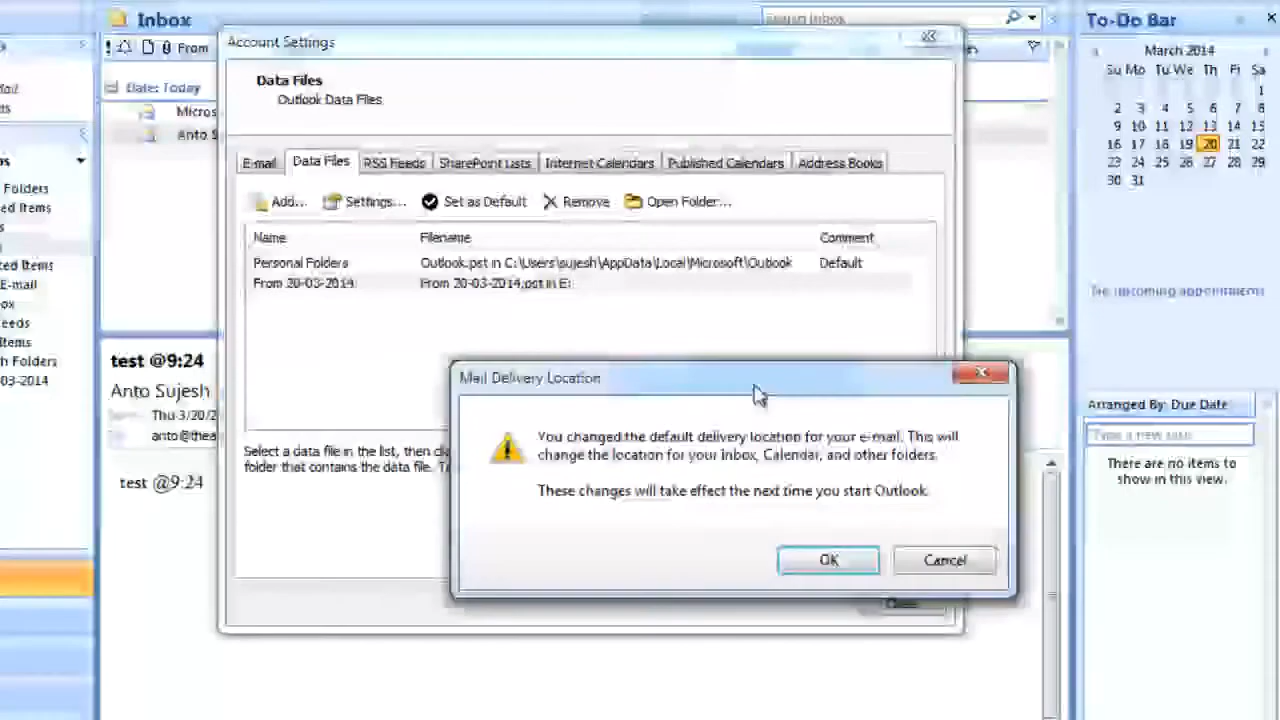 Inbox
Search Inbox
To-Do Bar
From
Account Settings
March 2014
Data Files
Outlook Data Files
Su Mo Tu We Th Fri Sa
1
2 3 4 5 6 7 8
9 10 11 12 13 14 15
16 17 18 19 20 21 22
23 24 25 26 27 28 29
30 31
Date: Today
Micros
Anto S
E-mail Data Files RSS Feeds SharePoint Lists Internet Calendars Published Calendars Address Books
Add... Settings... Set as Default Remove Open Folder...
Name Filename Comment
Personal Folders Outlook.pst in C:\Users\sujesh\AppData\Local\Microsoft\Outlook Default
From 20-03-2014 From 20-03-2014.pst in E:
No upcoming appointments
Folders
ed Items
ted Items
E-mail
ox
eeds
Items
h Folders
03-2014
test @9:24
Anto Sujesh
Thu 3/20/2
anto@thea
test @9:24
Select a data file in the list, then cli
folder that contains the data file. T
Mail Delivery Location
You changed the default delivery location for your e-mail. This will
change the location for your Inbox, Calendar, and other folders.
These changes will take effect the next time you start Outlook.
OK Cancel
Close
Arranged By: Due Date
Type a new task
There are no items to
show in this view.